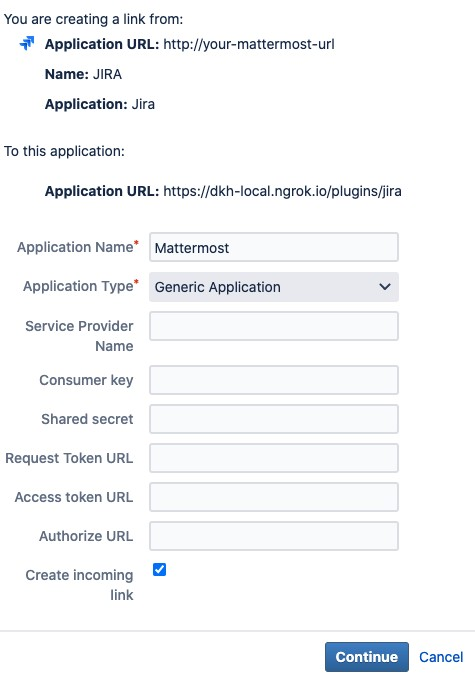 You are creating a link from:
Application URL: http://your-mattermost-url
Name: JIRA
Application: Jira
To this application:
Application URL: https://dkh-local.ngrok.io/plugins/jira
Application Name* Mattermost
Application Type* Generic Application
Service Provider
Name
Consumer key
Shared secret
Request Token URL
Access token URL
Authorize URL
Create incoming
link
Continue Cancel